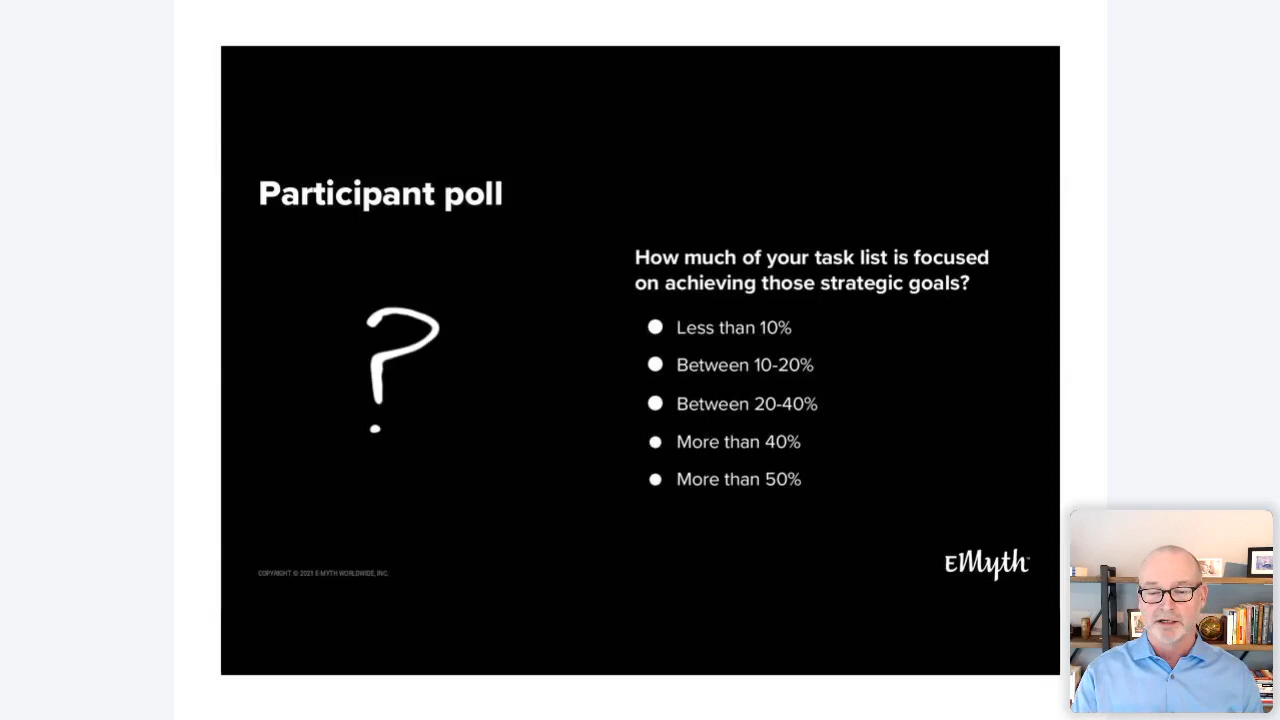 Participant poll
How much of your task list is focused
on achieving those strategic goals?
Less than 10%
Between 10-20%
Between 20-40%
More than 40%
More than 50%
COPYRIGHT © 2021 E-MYTH WORLDWIDE, INC.
EMyth™